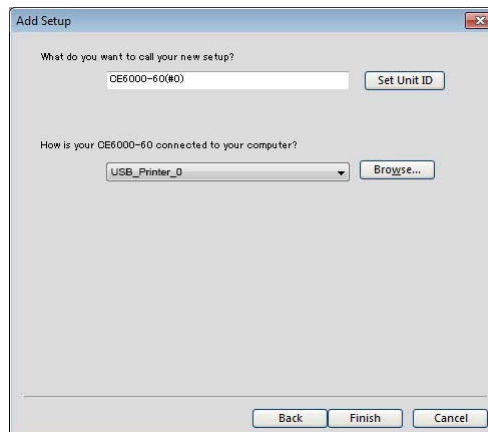 Add Setup
What do you want to call your new setup?
CE6000-60(#0)
Set Unit ID
How is your CE6000-60 connected to your computer?
USB_Printer_0
Browse...
Back
Finish
Cancel